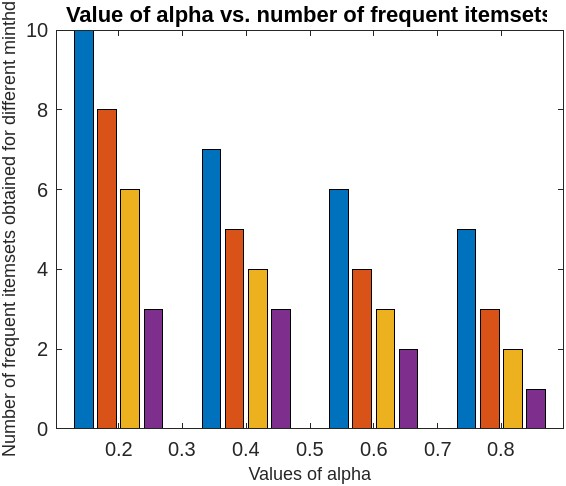 Value of alpha vs. number of frequent itemsets
Number of frequent itemsets obtained for different minthd
10
8
6
4
2
0
0.2 0.3 0.4 0.5 0.6 0.7 0.8
Values of alpha